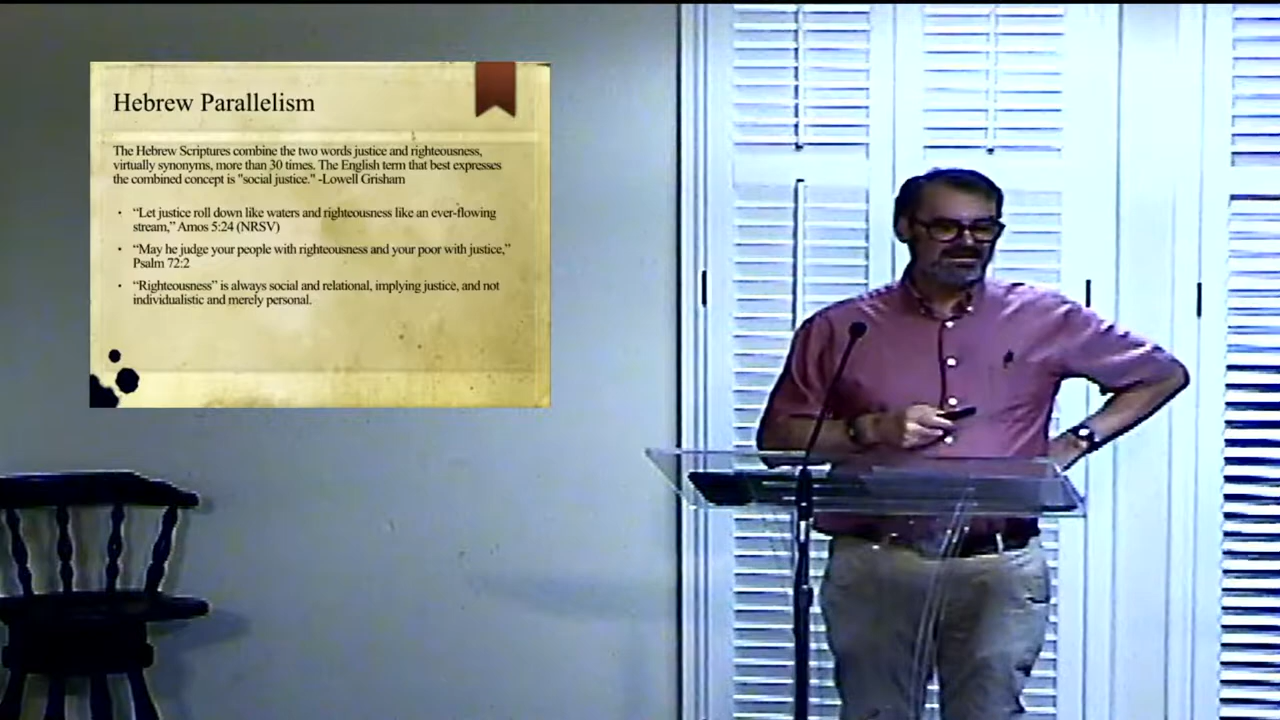 Hebrew Parallelism
The Hebrew Scriptures combine the two words justice and righteousness,
virtually synonyms, more than 30 times. The English term that best expresses
the combined concept is "social justice." -Lowell Grisham
• “Let justice roll down like waters and righteousness like an ever-flowing
stream,” Amos 5:24 (NRSV)
• “May he judge your people with righteousness and your poor with justice,”
Psalm 72:2
• “Righteousness” is always social and relational, implying justice, and not
individualistic and merely personal.